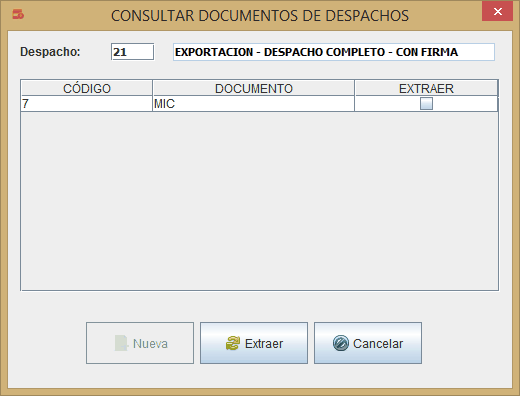 CONSULTAR DOCUMENTOS DE DESPACHOS
Despacho: 21 EXPORTACION - DESPACHO COMPLETO - CON FIRMA
CÓDIGO DOCUMENTO EXTRAER
7 MIC
Nueva Extraer Cancelar